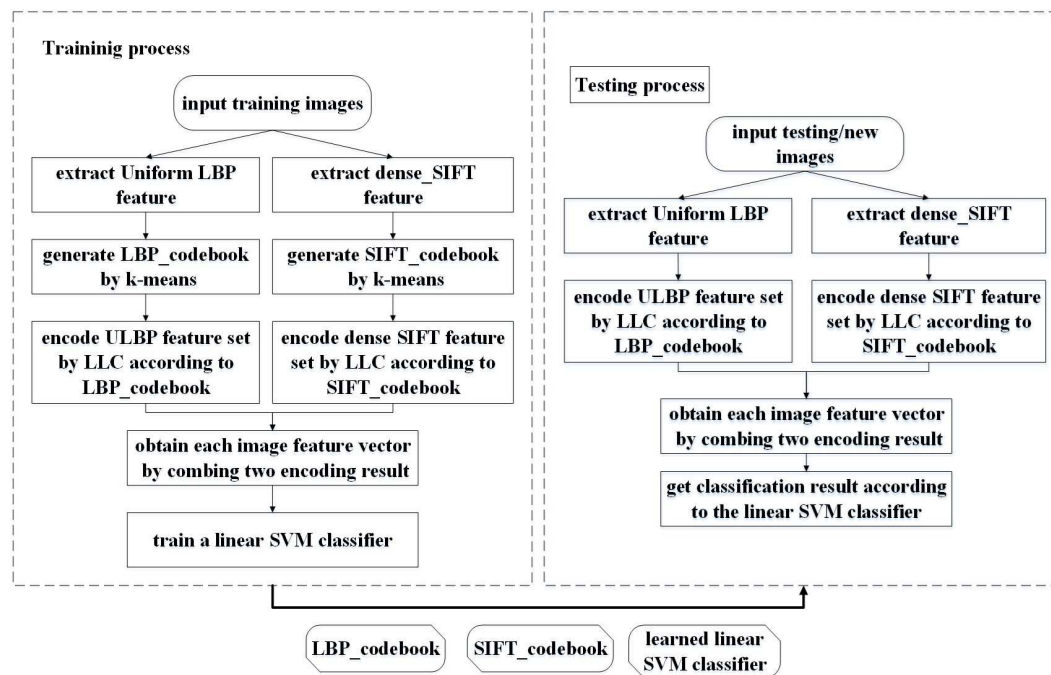 Traininig process
input training images
extract Uniform LBP
feature
extract dense_SIFT
feature
generate LBP_codebook
by k-means
generate SIFT_codebook
by k-means
encode ULBP feature set
by LLC according to
LBP_codebook
encode dense SIFT feature
set by LLC according to
SIFT_codebook
obtain each image feature vector
by combing two encoding result
train a linear SVM classifier
Testing process
input testing/new
images
extract Uniform LBP
feature
extract dense_SIFT
feature
encode ULBP feature set
by LLC according to
LBP_codebook
encode dense SIFT feature
set by LLC according to
SIFT_codebook
obtain each image feature vector
by combing two encoding result
get classification result according
to the linear SVM classifier
LBP_codebook
SIFT_codebook
learned linear
SVM classifier